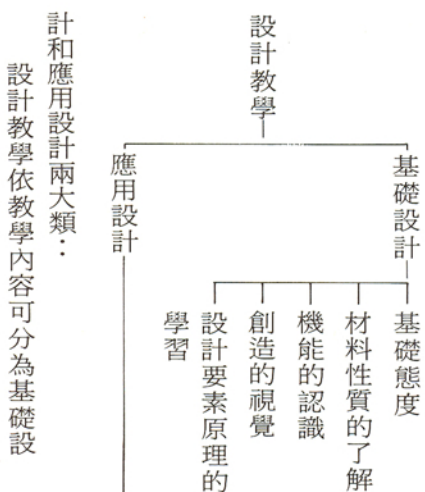 設計教學依教學內容可分為基礎設
計和應用設計兩大類：
設計教學
基礎設計
基礎態度
材料性質的了解
機能的認識
創造的視覺
設計要素原理的
學習
應用設計